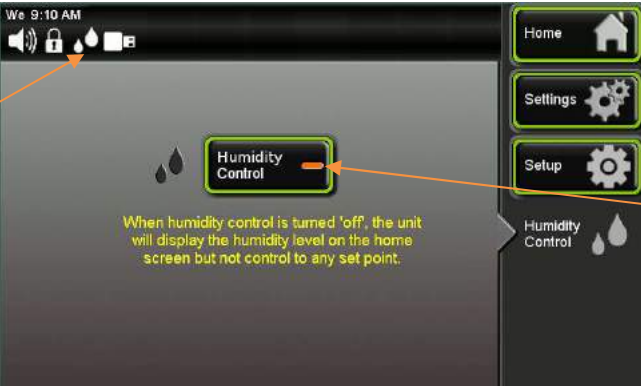 We 9:10 AM
Home
Settings
Setup
Humidity
Control
Humidity
Control
When humidity control is turned 'off', the unit
will display the humidity level on the home
screen but not control to any set point.